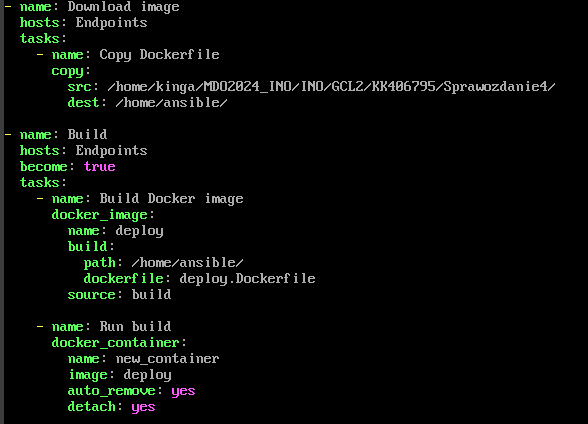 - name: Download image
  hosts: Endpoints
  tasks:
    - name: Copy Dockerfile
      copy:
        src: /home/kinga/MDO2024_INO/INO/GCL2/KK406795/Sprawozdanie4/
        dest: /home/ansible/

- name: Build
  hosts: Endpoints
  become: true
  tasks:
    - name: Build Docker image
      docker_image:
        name: deploy
        build:
          path: /home/ansible/
          dockerfile: deploy.Dockerfile
        source: build

    - name: Run build
      docker_container:
        name: new_container
        image: deploy
        auto_remove: yes
        detach: yes